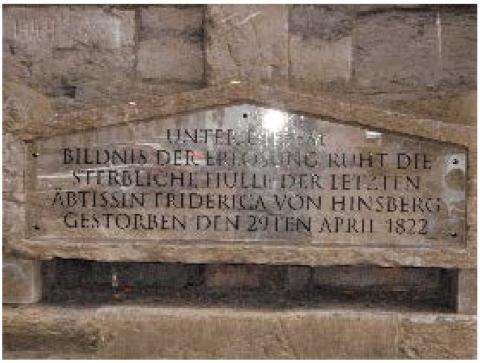 UNTER DIESEM
BILDNIS DER ERLÖSUNG RUHT DIE
STERBLICHE HÜLLE DER LETZTEN
ÄBTISSIN FRIDERICA VON HINSBERG
GESTORBEN DEN 29TEN APRIL 1822